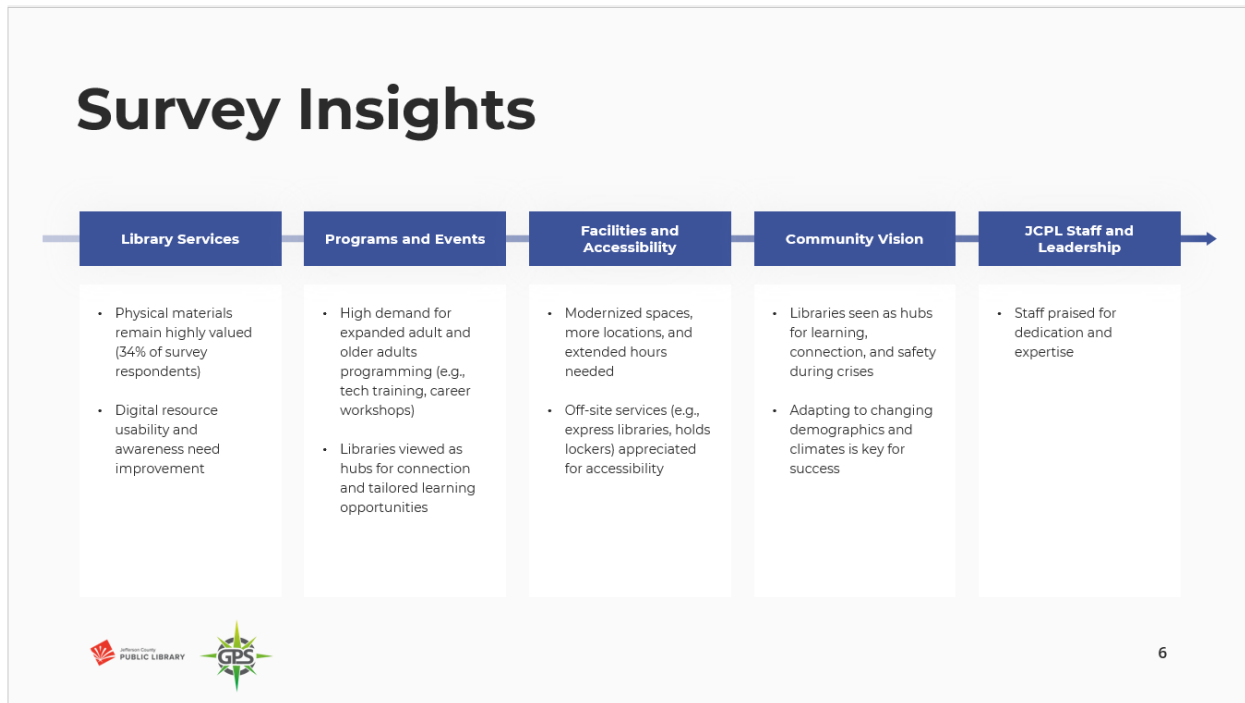 Survey Insights
Library Services
Programs and Events
Facilities and
Accessibility
Community Vision
JCPL Staff and
Leadership
• Physical materials
remain highly valued
(34% of survey
respondents)
• Digital resource
usability and
awareness need
improvement
• High demand for
expanded adult and
older adults
programming (e.g.,
tech training, career
workshops)
• Libraries viewed as
hubs for connection
and tailored learning
opportunities
• Modernized spaces,
more locations, and
extended hours
needed
• Off-site services (e.g.,
express libraries, holds
lockers) appreciated
for accessibility
• Libraries seen as hubs
for learning,
connection, and safety
during crises
• Adapting to changing
demographics and
climates is key for
success
• Staff praised for
dedication and
expertise
Jefferson County
PUBLIC LIBRARY
GPS
6